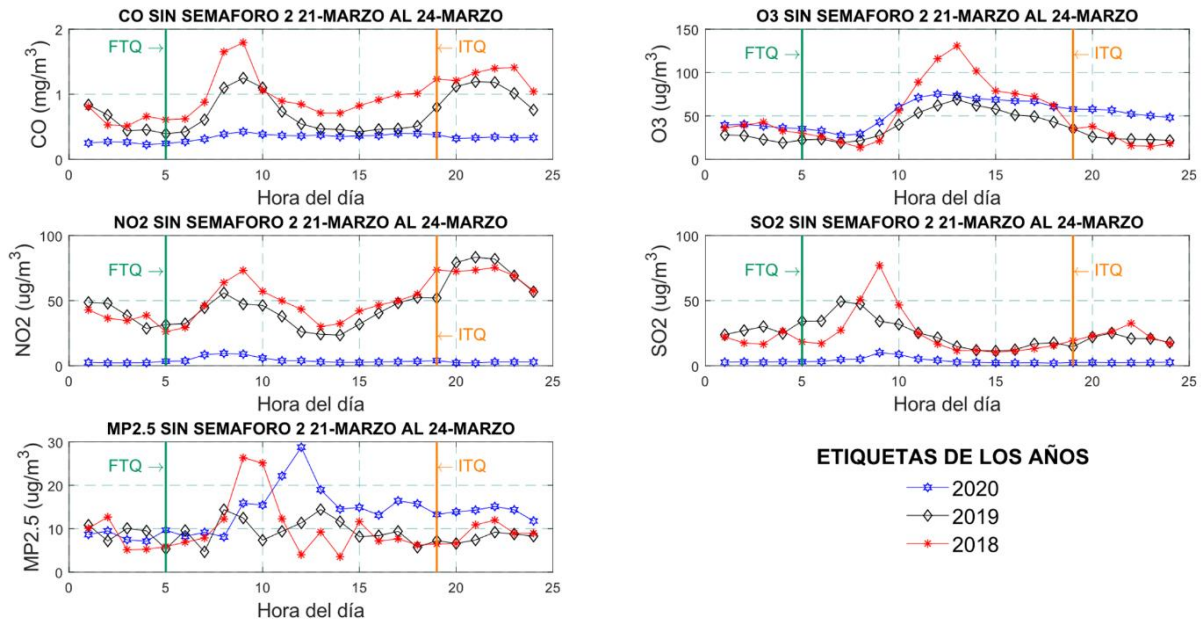 CO SIN SEMAFORO 2 21-MARZO AL 24-MARZO
2
1
0
CO (mg/m³)
FTQ →
← ITQ
0 5 10 15 20 25
Hora del día
O3 SIN SEMAFORO 2 21-MARZO AL 24-MARZO
150
100
50
0
O3 (ug/m³)
FTQ →
← ITQ
0 5 10 15 20 25
Hora del día
NO2 SIN SEMAFORO 2 21-MARZO AL 24-MARZO
100
50
0
NO2 (ug/m³)
FTQ →
← ITQ
0 5 10 15 20 25
Hora del día
SO2 SIN SEMAFORO 2 21-MARZO AL 24-MARZO
100
50
0
SO2 (ug/m³)
FTQ →
← ITQ
0 5 10 15 20 25
Hora del día
MP2.5 SIN SEMAFORO 2 21-MARZO AL 24-MARZO
30
20
10
0
MP2.5 (ug/m³)
FTQ →
← ITQ
0 5 10 15 20 25
Hora del día
ETIQUETAS DE LOS AÑOS
2020
2019
2018